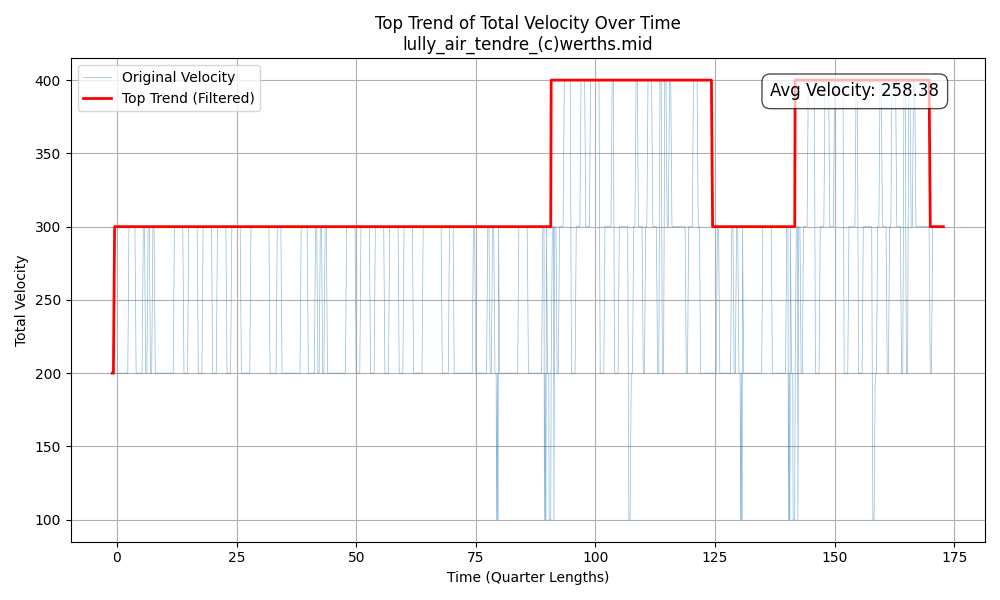 Top Trend of Total Velocity Over Time
lully_air_tendre_(c)werths.mid
Original Velocity
Top Trend (Filtered)
Avg Velocity: 258.38
Total Velocity
400
350
300
250
200
150
100
0 25 50 75 100 125 150 175
Time (Quarter Lengths)